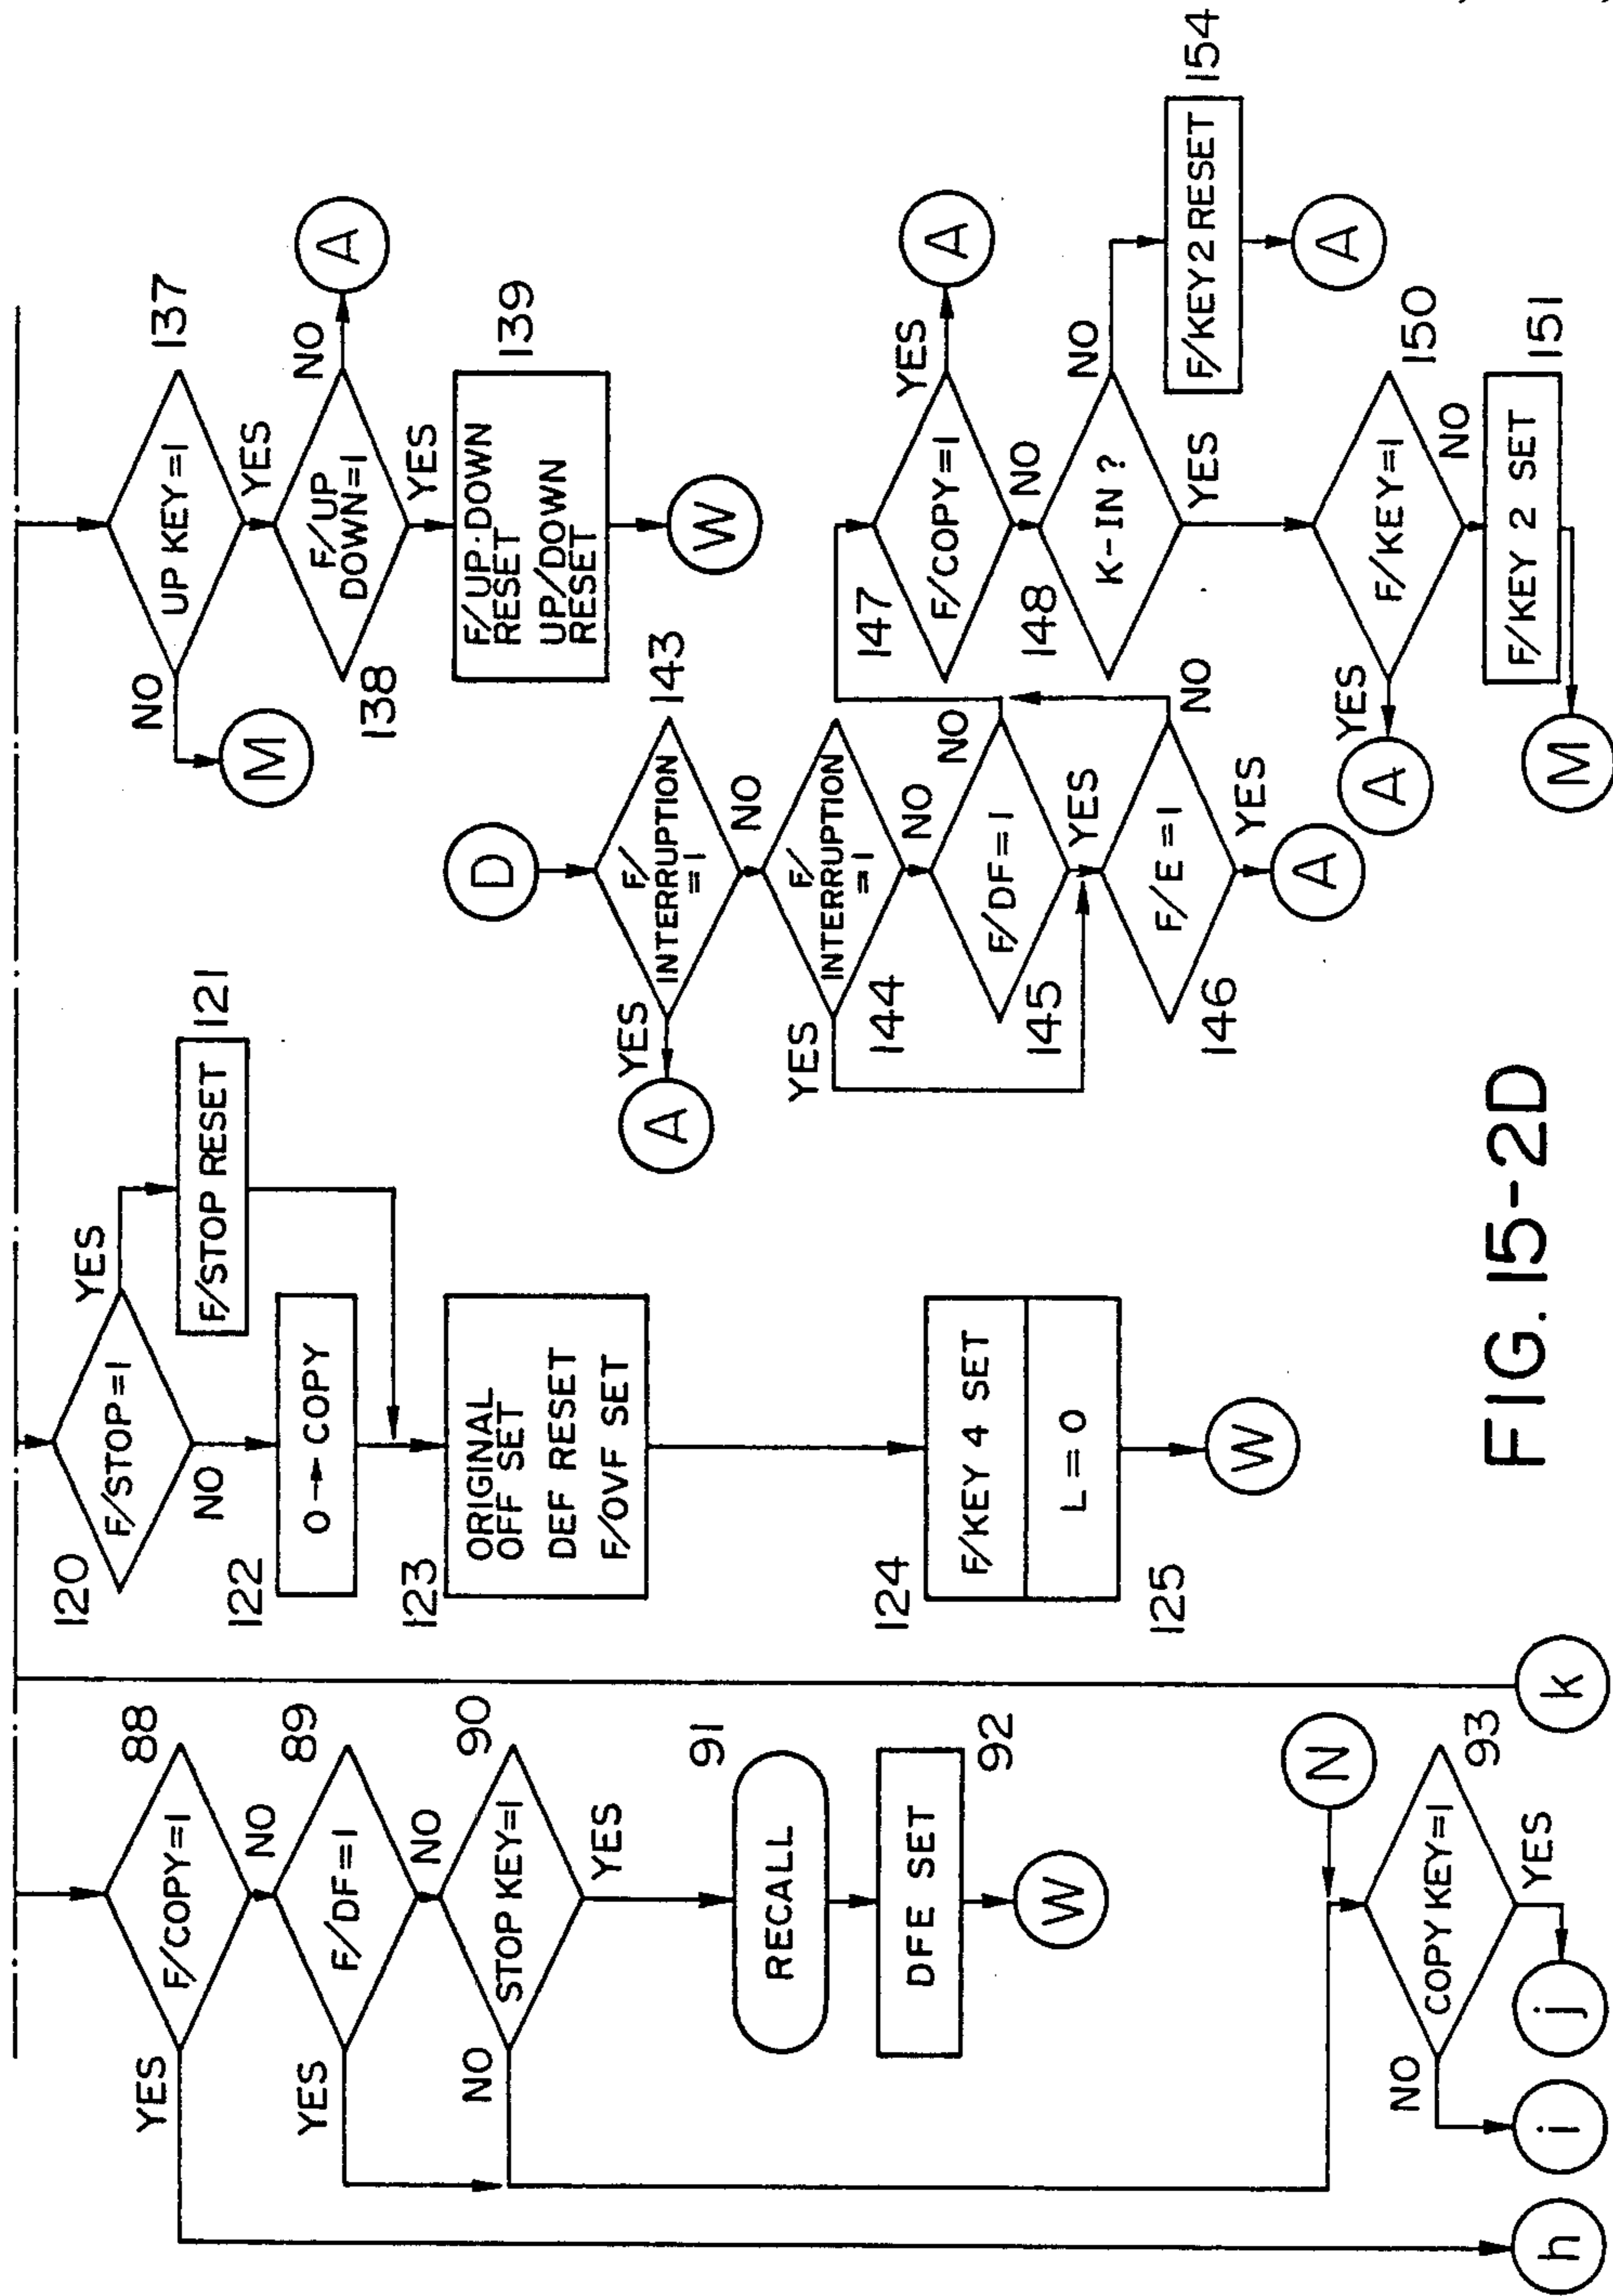 88
F/COPY=1
YES
NO
89
F/DF=1
YES
NO
90
STOP KEY=1
NO
YES
91
RECALL
92
DFE SET
W
N
93
COPY KEY=1
NO
YES
h
i
j
k
120
F/STOP=1
YES
NO
121
F/STOP RESET
122
0→COPY
123
ORIGINAL
OFF SET
DEF RESET
F/OVF SET
124
F/KEY 4 SET
L=0
125
W
137
UP KEY=1
NO
YES
M
138
F/UP
DOWN=1
NO
A
YES
139
F/UP·DOWN
RESET
UP/DOWN
RESET
W
D
143
F/
INTERRUPTION
=1
YES
A
NO
144
F/
INTERRUPTION
=1
YES
NO
145
F/DF=1
NO
YES
146
F/E=1
NO
YES
A
147
F/COPY=1
YES
A
NO
148
K-IN ?
NO
YES
154
F/KEY2 RESET
A
150
F/KEY=1
YES
A
NO
151
F/KEY 2 SET
M
FIG. 15-2D